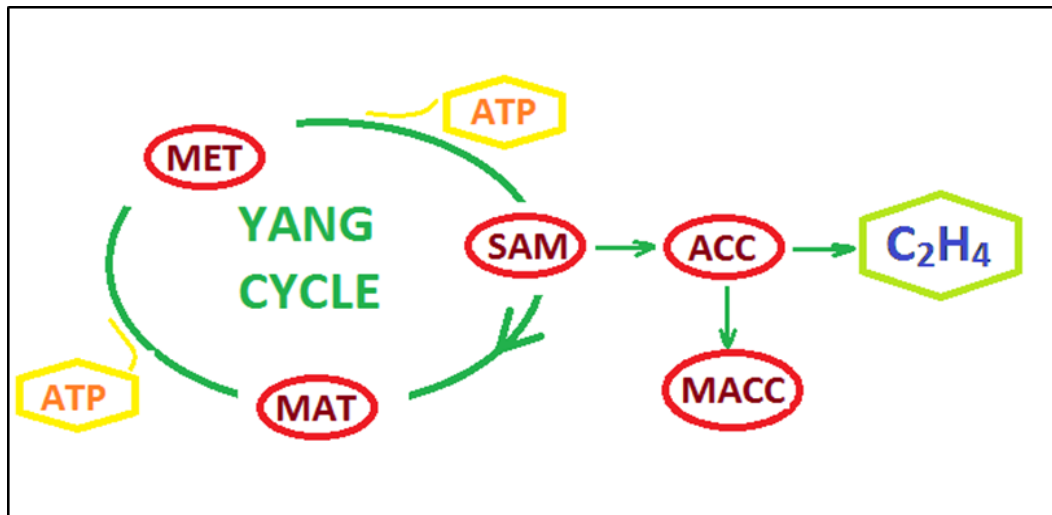 ATP
MET
YANG
CYCLE
SAM
ACC
C₂H₄
ATP
MAT
MACC